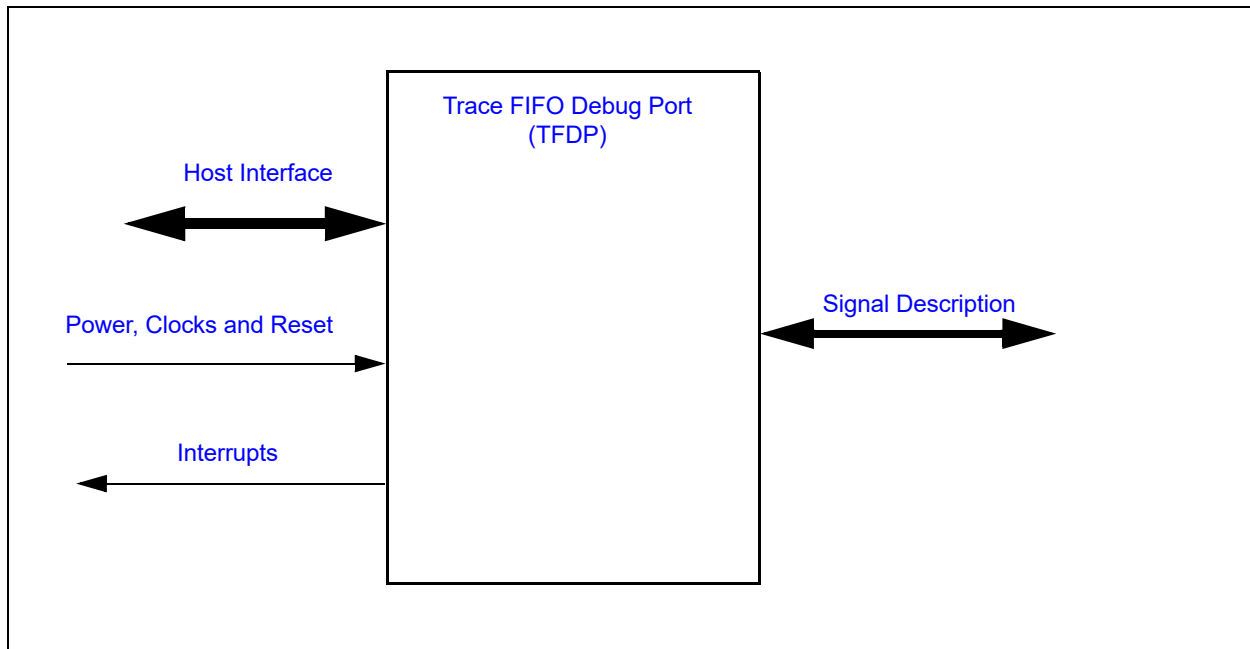 Trace FIFO Debug Port
(TFDP)
Host Interface
Signal Description
Power, Clocks and Reset
Interrupts